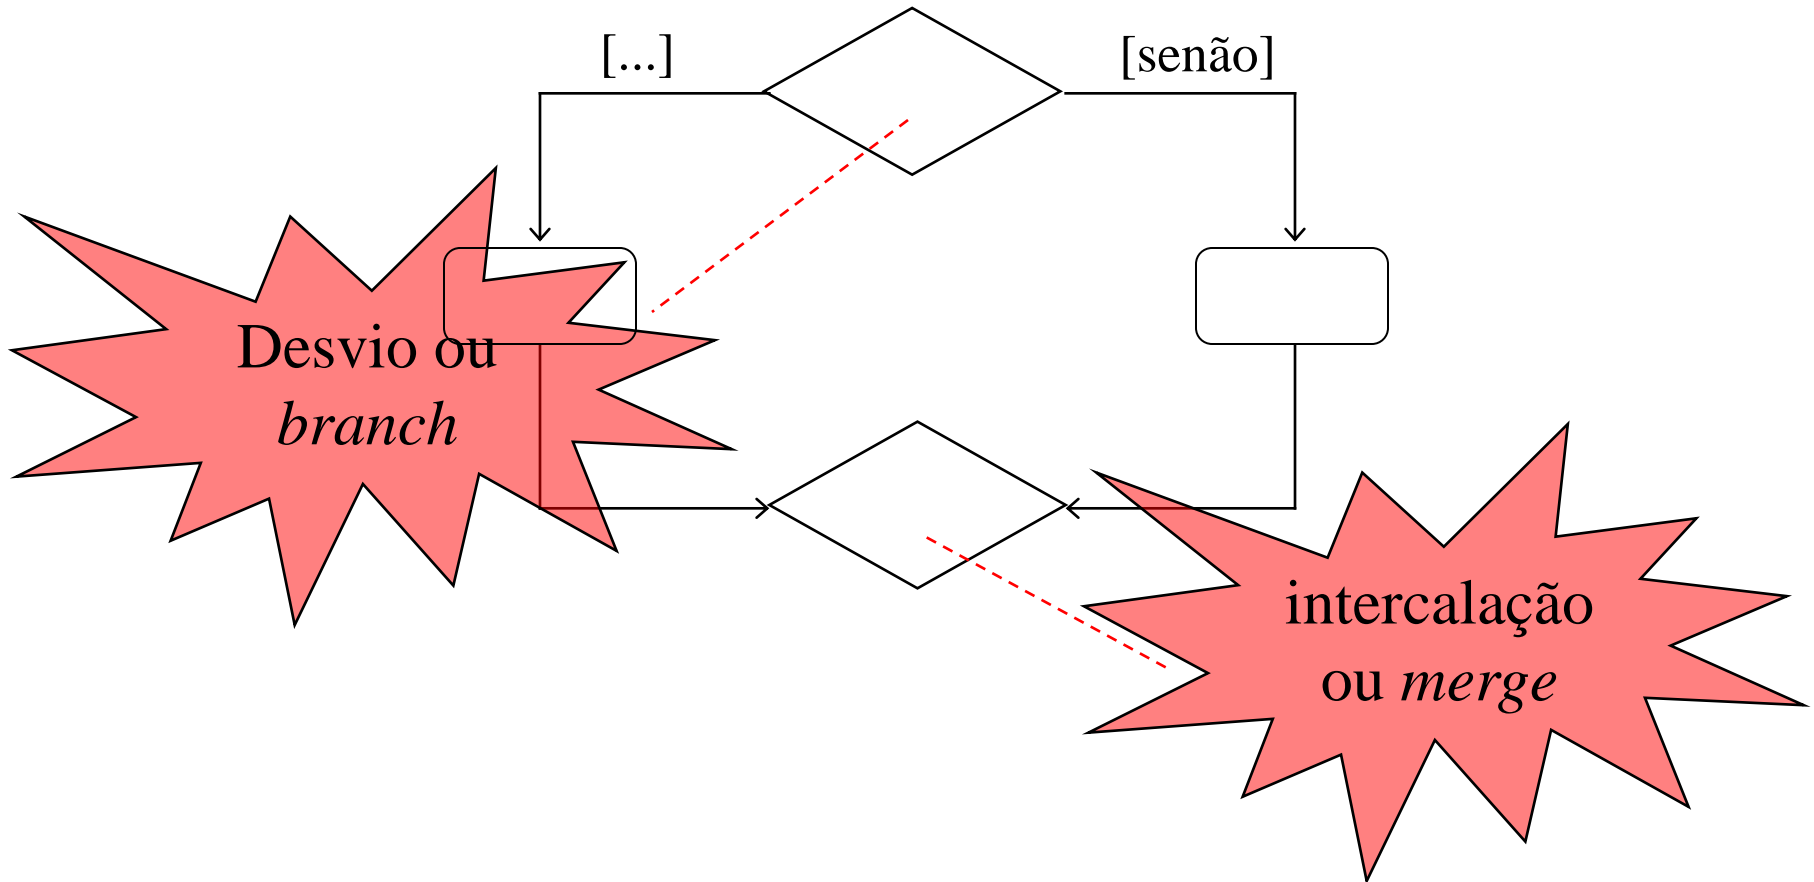 [...]
[senão]
Desvio ou
branch
intercalação
ou merge